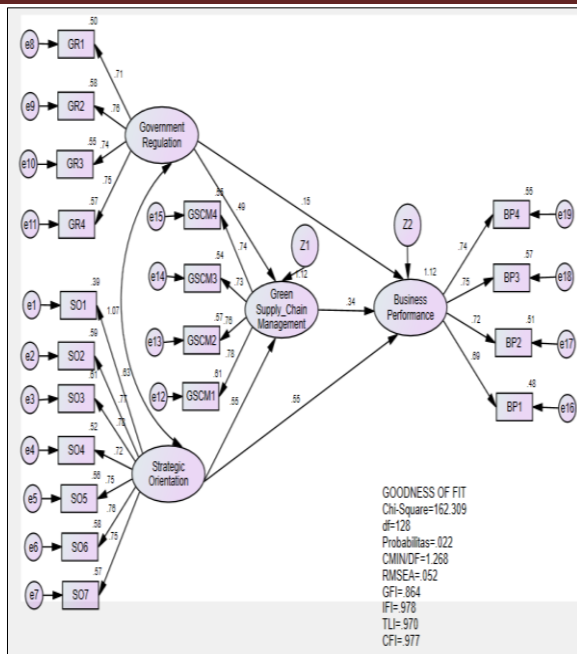 .50
e8
GR1
.71
.58
e9
GR2
.76
.55
e10
GR3
.74
.57
e11
GR4
.75
Government
Regulation
.49
.15
e15
GSCM4
.74
.54
e14
GSCM3
.73
.57
e13
GSCM2
.76
.61
e12
GSCM1
.78
Z1
1.12
Green
Supply_Chain
Management
.34
Z2
1.12
Business
Performance
.55
BP4
e19
.74
.57
BP3
e18
.75
.51
BP2
e17
.72
.48
BP1
e16
.69
.39
e1
SO1
1.07
.63
.59
e2
SO2
.77
e3
SO3
.52
e4
SO4
.72
e5
SO5
.75
.58
e6
SO6
.76
.57
e7
SO7
.75
Strategic
Orientation
.55
.55
GOODNESS OF FIT
Chi-Square=162.309
df=128
Probabilitas=.022
CMIN/DF=1.268
RMSEA=.052
GFI=.864
IFI=.978
TLI=.970
CFI=.977